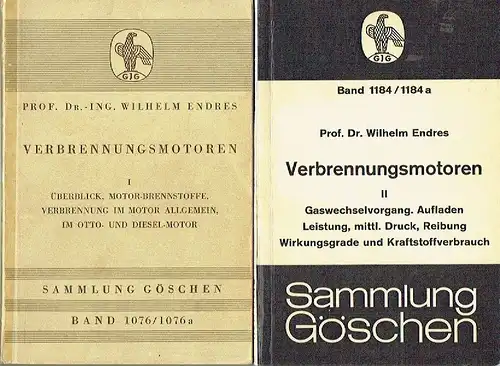 GJG
PROF. DR.-ING. WILHELM ENDRES
VERBRENNUNGSMOTOREN
I
ÜBERBLICK, MOTOR-BRENNSTOFFE,
VERBRENNUNG IM MOTOR ALLGEMEIN,
IM OTTO- UND DIESEL-MOTOR
SAMMLUNG GÖSCHEN
BAND 1076/1076a
GJG
Band 1184/1184a
Prof. Dr. Wilhelm Endres
Verbrennungsmotoren
II
Gaswechselvorgang. Aufladen
Leistung, mittl. Druck, Reibung
Wirkungsgrade und Kraftstoffverbrauch
Sammlung
Göschen